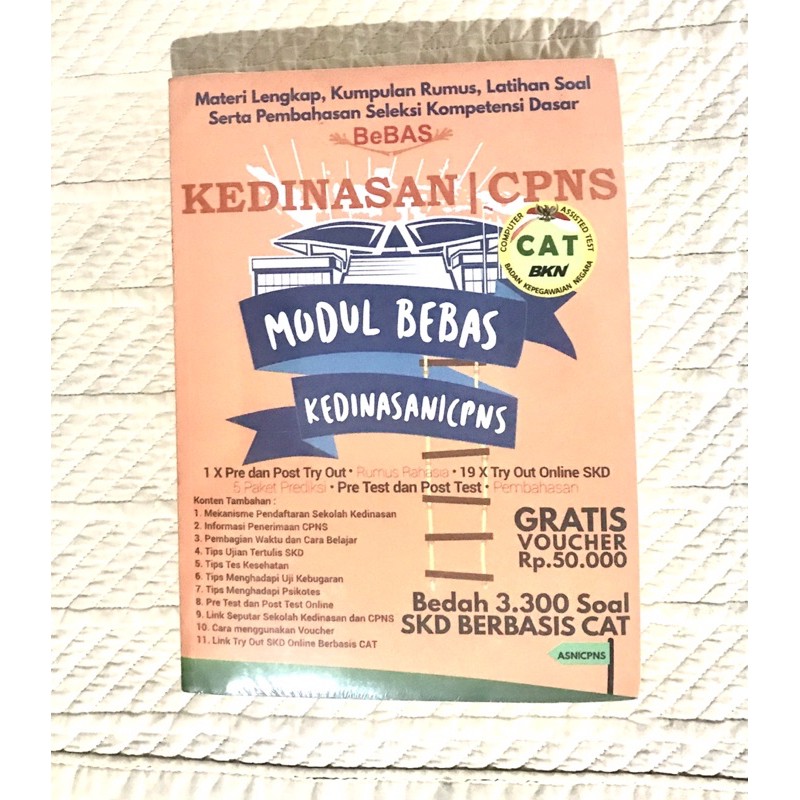 Materi Lengkap, Kumpulan Rumus, Latihan Soal
Serta Pembahasan Seleksi Kompetensi Dasar
BeBAS
KEDINASAN | CPNS
COMPUTER ASSISTED TEST
CAT
BKN
BADAN KEPEGAWAIAN NEGARA
MODUL BEBAS
KEDINASAN|CPNS
1 X Pre dan Post Try Out • Rumus Rahasia • 19 X Try Out Online SKD
5 Paket Prediksi • Pre Test dan Post Test • Pembahasan
Konten Tambahan :
1. Mekanisme Pendaftaran Sekolah Kedinasan
2. Informasi Penerimaan CPNS
3. Pembagian Waktu dan Cara Belajar
4. Tips Ujian Tertulis SKD
5. Tips Tes Kesehatan
6. Tips Menghadapi Uji Kebugaran
7. Tips Menghadapi Psikotes
8. Pre Test dan Post Test Online
9. Link Seputar Sekolah Kedinasan dan CPNS
10. Cara menggunakan Voucher
11. Link Try Out SKD Online Berbasis CAT
GRATIS
VOUCHER
Rp.50.000
Bedah 3.300 Soal
SKD BERBASIS CAT
ASN|CPNS